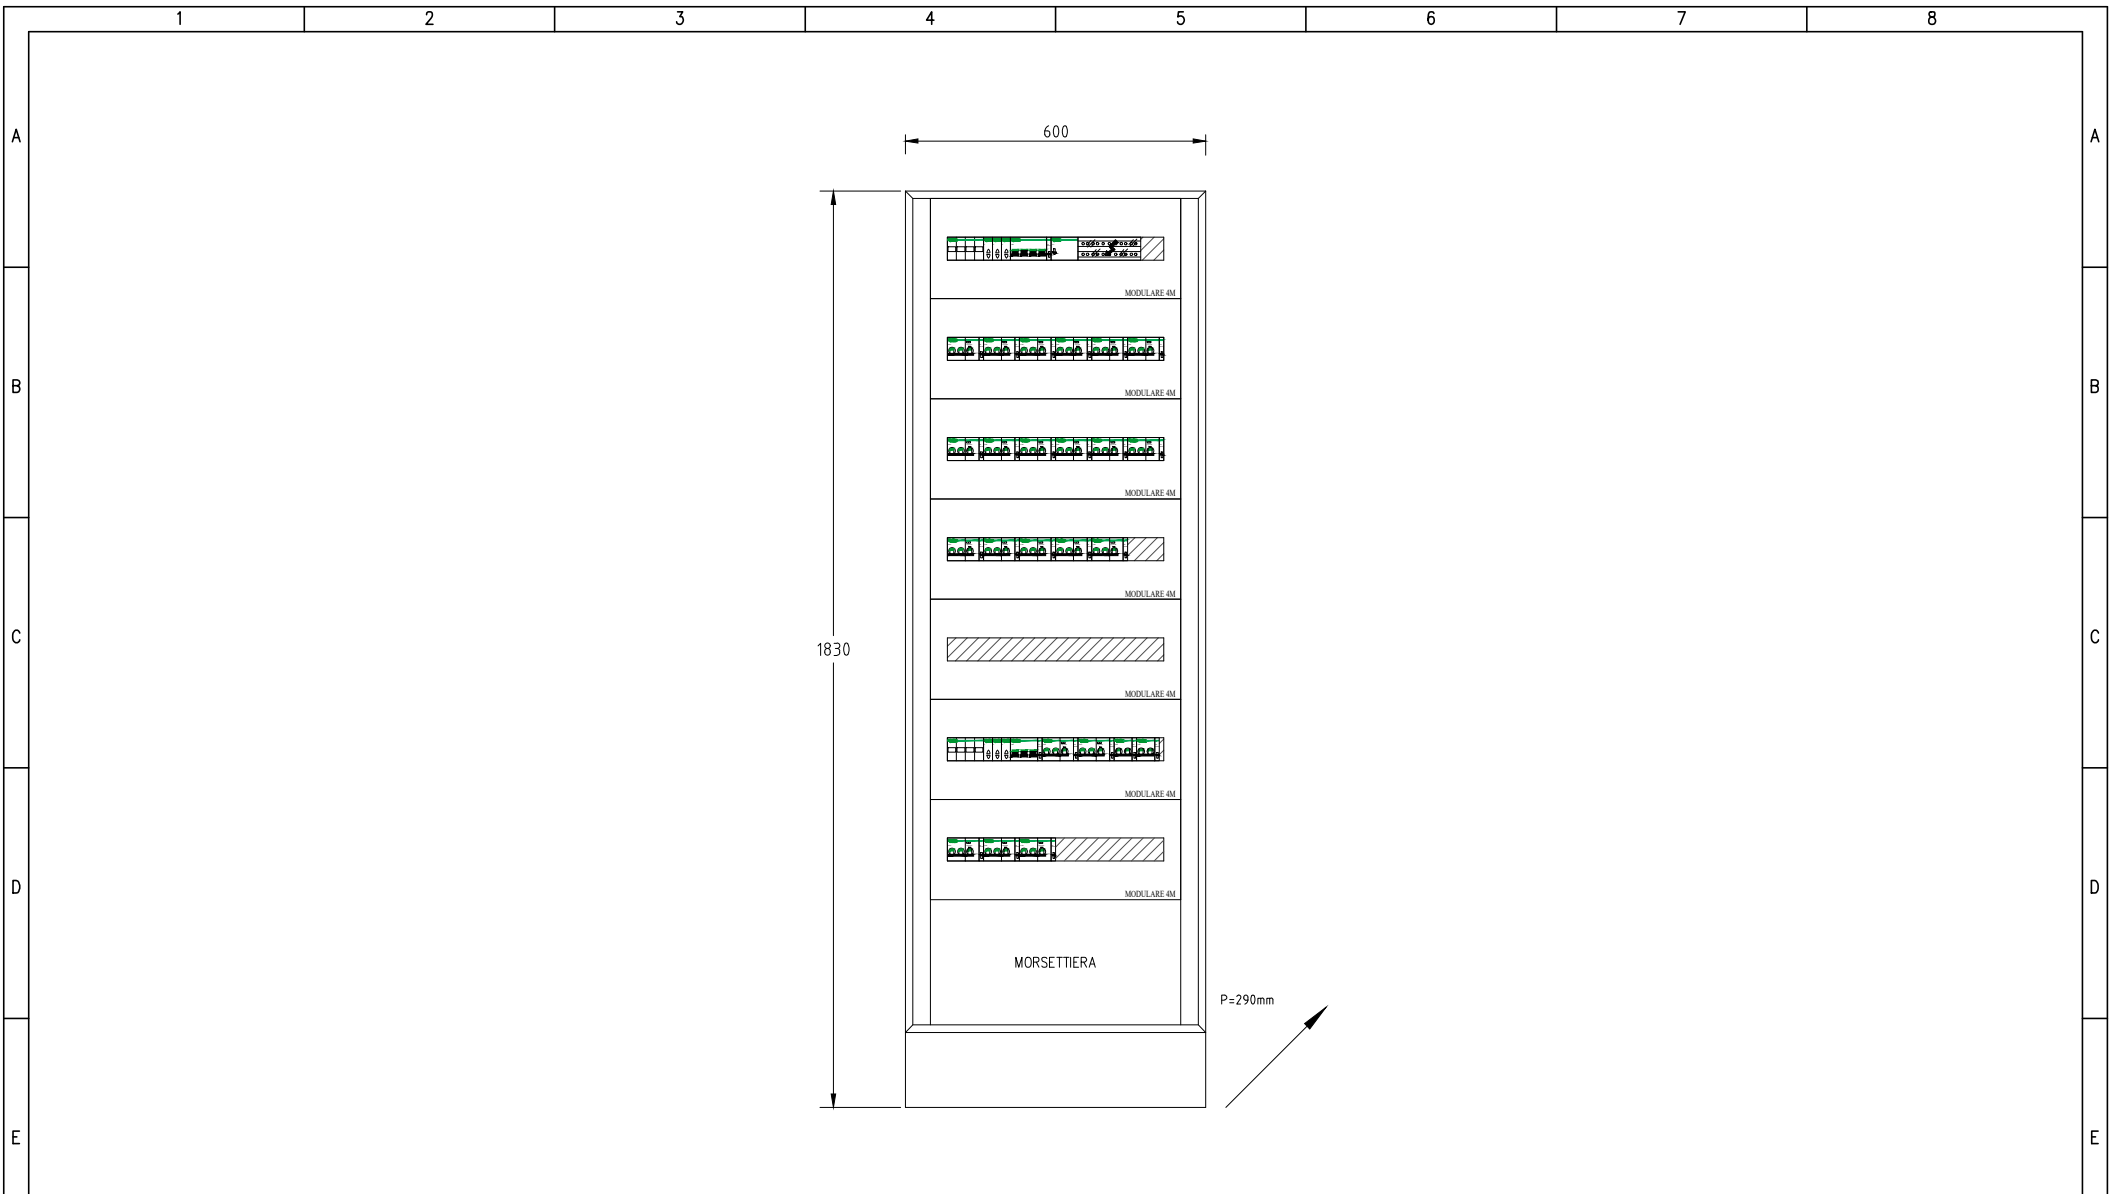 1 2 3 4 5 6 7 8
A A
600
MODULARE 4M
B B
MODULARE 4M
MODULARE 4M
MODULARE 4M
C C
1830
MODULARE 4M
MODULARE 4M
D D
MODULARE 4M
MORSETTIERA
P=290mm
E E